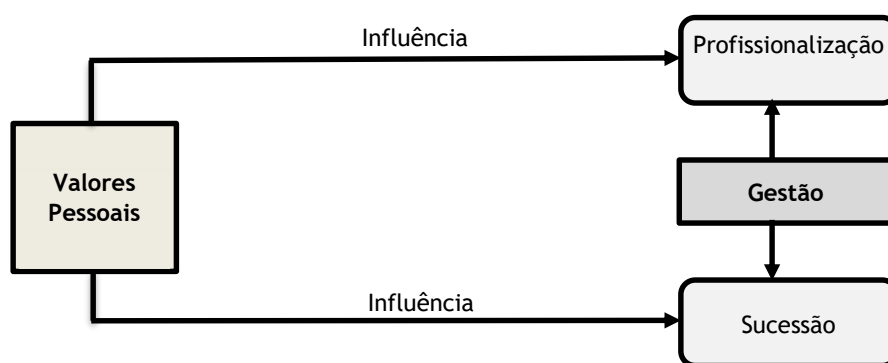 Influência
Profissionalização
Valores
Pessoais
Gestão
Influência
Sucessão